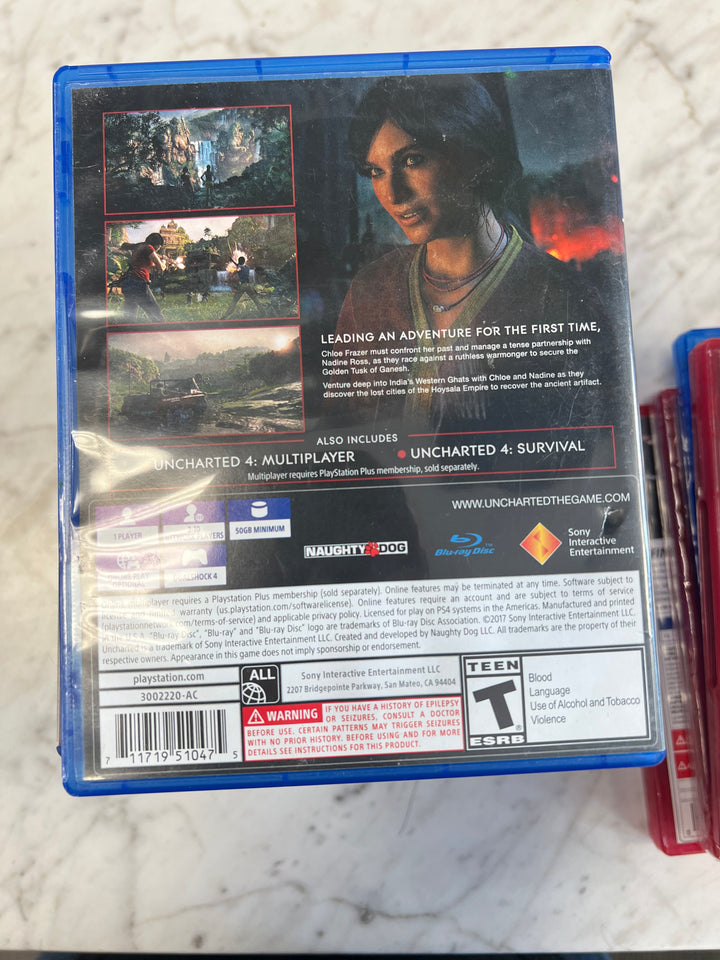 LEADING AN ADVENTURE FOR THE FIRST TIME,
Chloe Frazer must confront her past and manage a tense partnership with
Nadine Ross, as they race against a ruthless warmonger to secure the
Golden Tusk of Ganesh.
Venture deep into India's Western Ghats with Chloe and Nadine as they
discover the lost cities of the Hoysala Empire to recover the ancient artifact.
ALSO INCLUDES
UNCHARTED 4: MULTIPLAYER • UNCHARTED 4: SURVIVAL
Multiplayer requires PlayStation Plus membership, sold separately.
WWW.UNCHARTEDTHEGAME.COM
1 PLAYER
2-10
PLAYERS
50GB MINIMUM
ONLINE PLAY
OPTIONAL
DUALSHOCK 4
NAUGHTY DOG
Blu-ray Disc™
Sony
Interactive
Entertainment
Online multiplayer requires a PlayStation Plus membership (sold separately). Online features may be terminated at any time. Software subject to
license warranty (us.playstation.com/softwarelicense). Online features require an account and are subject to terms of service
(playstationnetwork.com/terms-of-service) and applicable privacy policy. Licensed for play on PS4 systems in the Americas. Manufactured and printed
U.S.A. "Blu-ray Disc", "Blu-ray" and "Blu-ray Disc" logo are trademarks of Blu-ray Disc Association. ©2017 Sony Interactive Entertainment LLC.
Uncharted is a trademark of Sony Interactive Entertainment LLC. Created and developed by Naughty Dog LLC. All trademarks are the property of their
respective owners. Appearance in this game does not imply sponsorship or endorsement.
playstation.com
3002220-AC
ALL
Sony Interactive Entertainment LLC
2207 Bridgepointe Parkway, San Mateo, CA 94404
WARNING IF YOU HAVE A HISTORY OF EPILEPSY
OR SEIZURES, CONSULT A DOCTOR
BEFORE USE. CERTAIN PATTERNS MAY TRIGGER SEIZURES
WITH NO PRIOR HISTORY. BEFORE USING AND FOR MORE
DETAILS SEE INSTRUCTIONS FOR THIS PRODUCT.
TEEN
T
ESRB
Blood
Language
Use of Alcohol and Tobacco
Violence
7 11719 51047 5